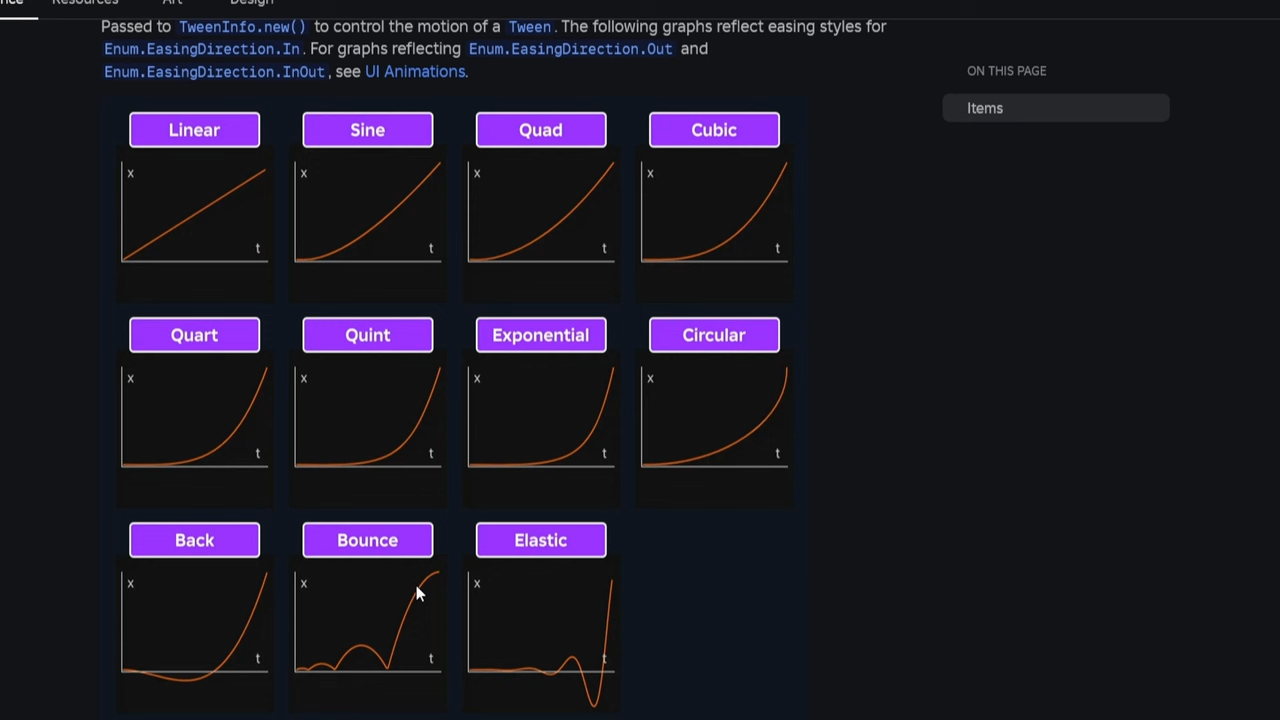 Resources Art Design
Passed to TweenInfo.new() to control the motion of a Tween. The following graphs reflect easing styles for
Enum.EasingDirection.In. For graphs reflecting Enum.EasingDirection.Out and
Enum.EasingDirection.InOut, see UI Animations.
ON THIS PAGE
Items
Linear Sine Quad Cubic
x x x x
t t t t
Quart Quint Exponential Circular
x x x x
t t t t
Back Bounce Elastic
x x x
t t t